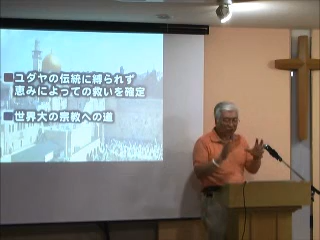 ■ユダヤの伝統に縛られず
恵みによっての救いを確定
■世界大の宗教への道